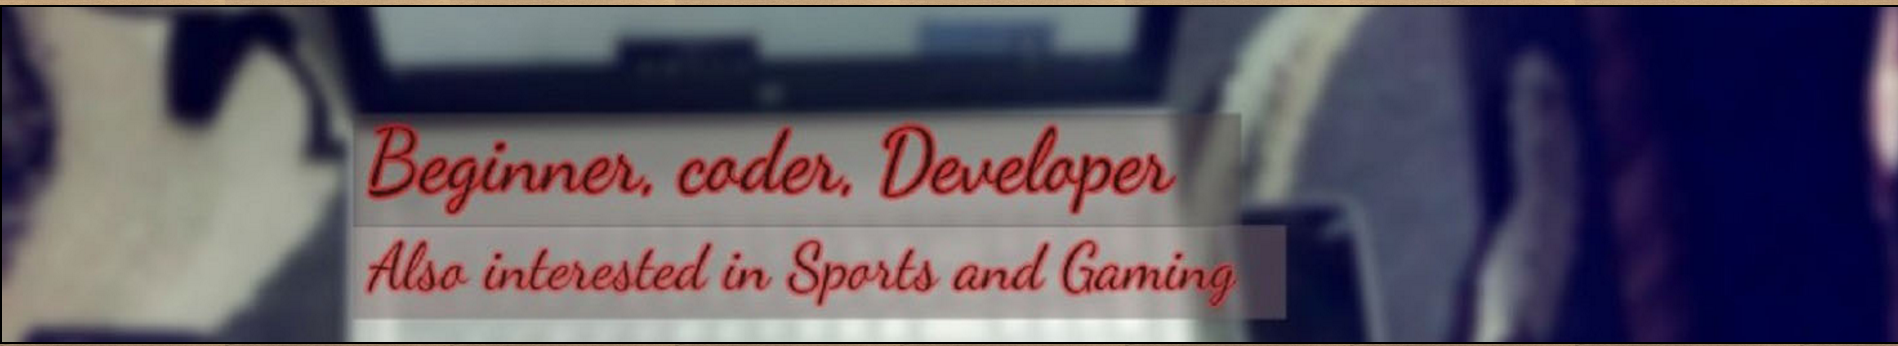 Beginner, coder, Developer
Also interested in Sports and Gaming